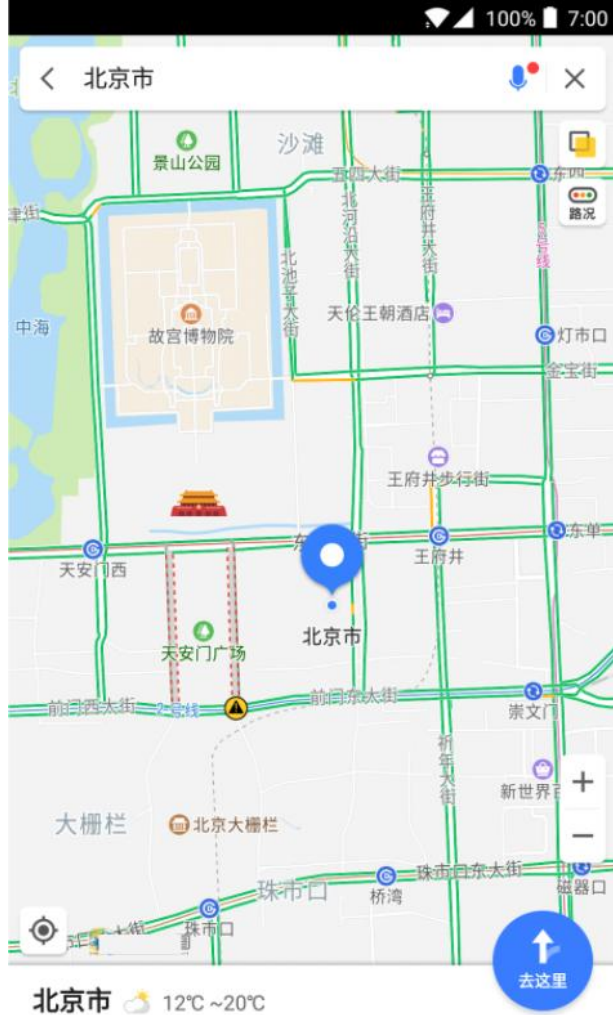 100% 7:00
北京市
沙滩
景山公园
五四大街
东四
路况
北河沿大街
王府井大街
5号线
北池子大街
中海
故宫博物院
天伦王朝酒店
灯市口
金宝街
王府井步行街
东单
天安门西
王府井
北京市
天安门广场
前门西大街
2号线
前门东大街
崇文门
祈年大街
新世界百
大栅栏
北京大栅栏
珠市口东大街
珠市口
桥湾
磁器口
珠市口
去这里
北京市 12℃ ~20℃